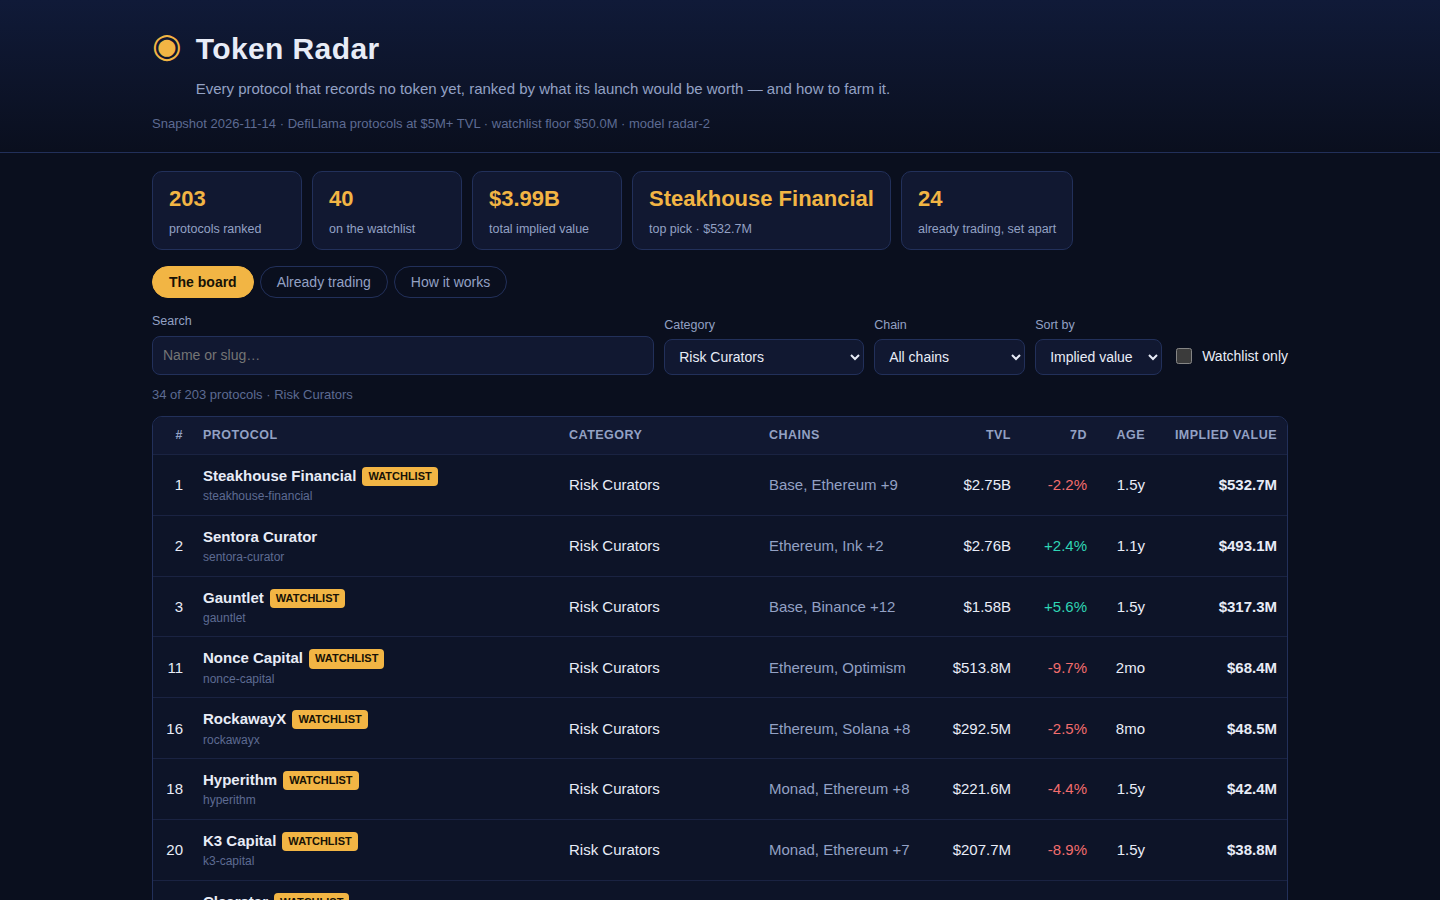 Token Radar
Every protocol that records no token yet, ranked by what its launch would be worth — and how to farm it.
Snapshot 2026-11-14 · DefiLlama protocols at $5M+ TVL · watchlist floor $50.0M · model radar-2
203
protocols ranked
40
on the watchlist
$3.99B
total implied value
Steakhouse Financial
top pick · $532.7M
24
already trading, set apart
The board Already trading How it works
Search Category Chain Sort by
Name or slug… Risk Curators All chains Implied value Watchlist only
34 of 203 protocols · Risk Curators
# PROTOCOL CATEGORY CHAINS TVL 7D AGE IMPLIED VALUE
1 Steakhouse Financial WATCHLIST Risk Curators Base, Ethereum +9 $2.75B -2.2% 1.5y $532.7M
steakhouse-financial
2 Sentora Curator Risk Curators Ethereum, Ink +2 $2.76B +2.4% 1.1y $493.1M
sentora-curator
3 Gauntlet WATCHLIST Risk Curators Base, Binance +12 $1.58B +5.6% 1.5y $317.3M
gauntlet
11 Nonce Capital WATCHLIST Risk Curators Ethereum, Optimism $513.8M -9.7% 2mo $68.4M
nonce-capital
16 RockawayX WATCHLIST Risk Curators Ethereum, Solana +8 $292.5M -2.5% 8mo $48.5M
rockawayx
18 Hyperithm WATCHLIST Risk Curators Monad, Ethereum +8 $221.6M -4.4% 1.5y $42.4M
hyperithm
20 K3 Capital WATCHLIST Risk Curators Monad, Ethereum +7 $207.7M -8.9% 1.5y $38.8M
k3-capital